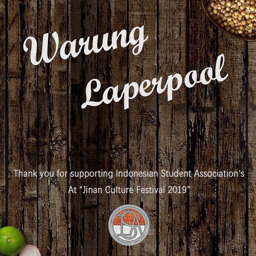 Warung
Laperpool
Thank you for supporting Indonesian Student Association's
At "Jinan Culture Festival 2019"